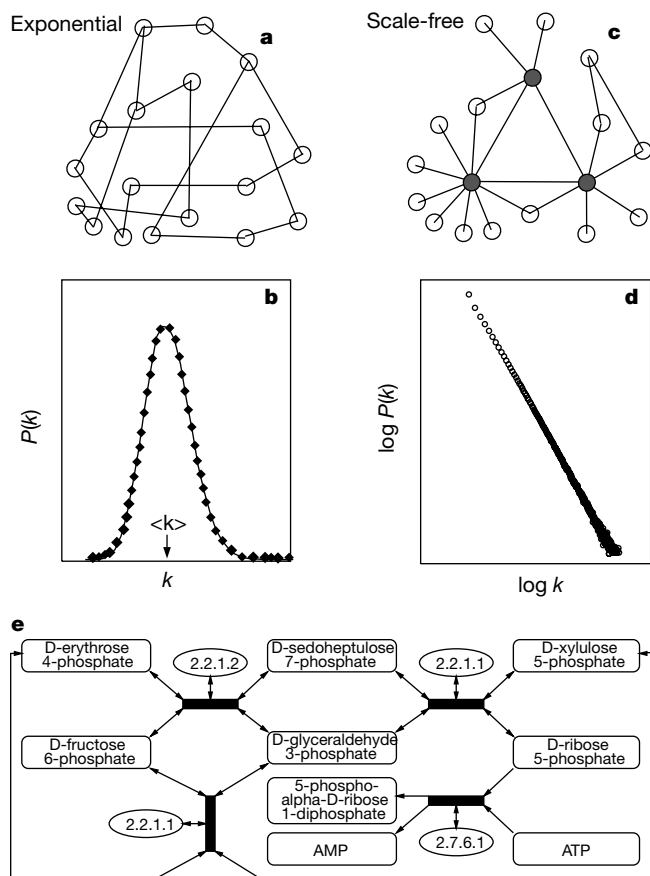 Exponential
a
Scale-free
c
b
P(k)
<k>
k
d
log P(k)
log k
e
D-erythrose
4-phosphate
2.2.1.2
D-sedoheptulose
7-phosphate
2.2.1.1
D-xylulose
5-phosphate
D-fructose
6-phosphate
D-glyceraldehyde
3-phosphate
D-ribose
5-phosphate
2.2.1.1
5-phospho-
alpha-D-ribose
1-diphosphate
AMP
2.7.6.1
ATP